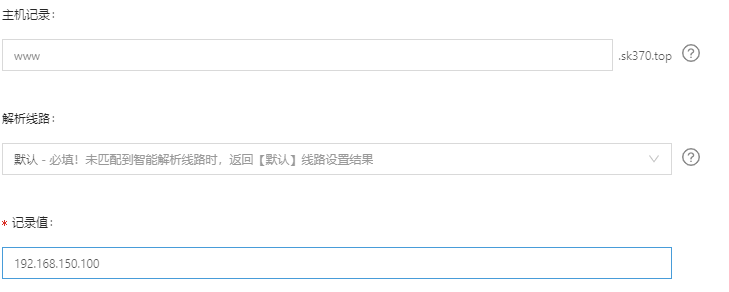 主机记录：
www .sk370.top ?
解析线路：
默认 - 必填！未匹配到智能解析线路时，返回【默认】线路设置结果 ?
* 记录值：
192.168.150.100